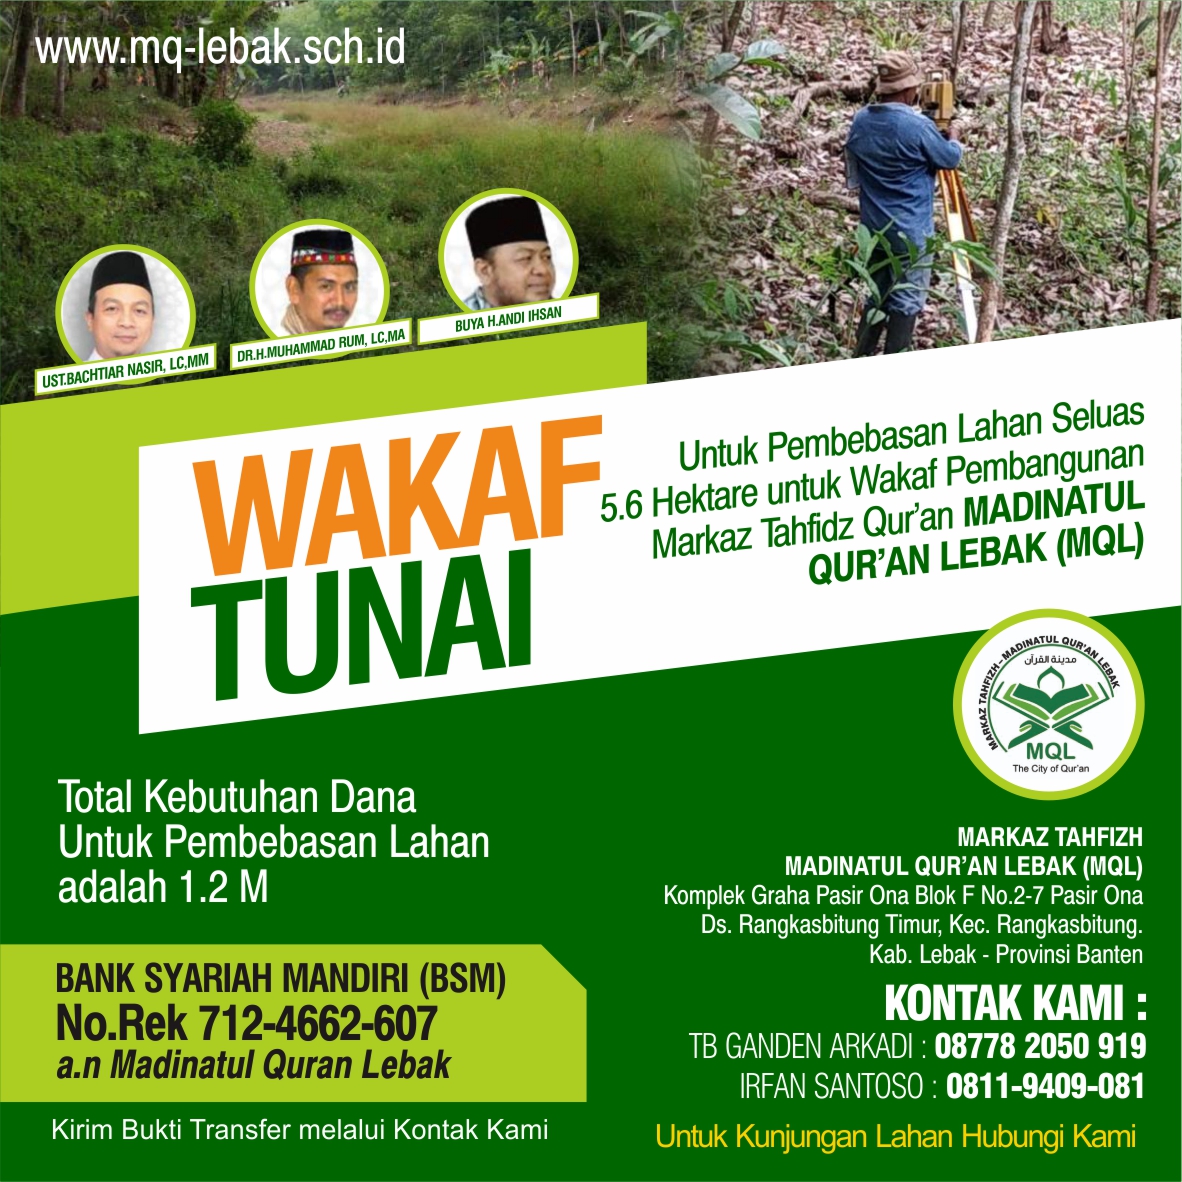 www.mq-lebak.sch.id
UST.BACHTIAR NASIR, LC,MM
DR.H.MUHAMMAD RUM, LC,MA
BUYA H.ANDI IHSAN
WAKAF
TUNAI
Untuk Pembebasan Lahan Seluas
5.6 Hektare untuk Wakaf Pembangunan
Markaz Tahfidz Qur'an MADINATUL
QUR'AN LEBAK (MQL)
MARKAZ TAHFIZH - MADINATUL QUR'AN LEBAK
مدينة القرآن
MQL
The City of Qur'an
Total Kebutuhan Dana
Untuk Pembebasan Lahan
adalah 1.2 M
BANK SYARIAH MANDIRI (BSM)
No.Rek 712-4662-607
a.n Madinatul Quran Lebak
Kirim Bukti Transfer melalui Kontak Kami
MARKAZ TAHFIZH
MADINATUL QUR'AN LEBAK (MQL)
Komplek Graha Pasir Ona Blok F No.2-7 Pasir Ona
Ds. Rangkasbitung Timur, Kec. Rangkasbitung.
Kab. Lebak - Provinsi Banten
KONTAK KAMI :
TB GANDEN ARKADI : 08778 2050 919
IRFAN SANTOSO : 0811-9409-081
Untuk Kunjungan Lahan Hubungi Kami